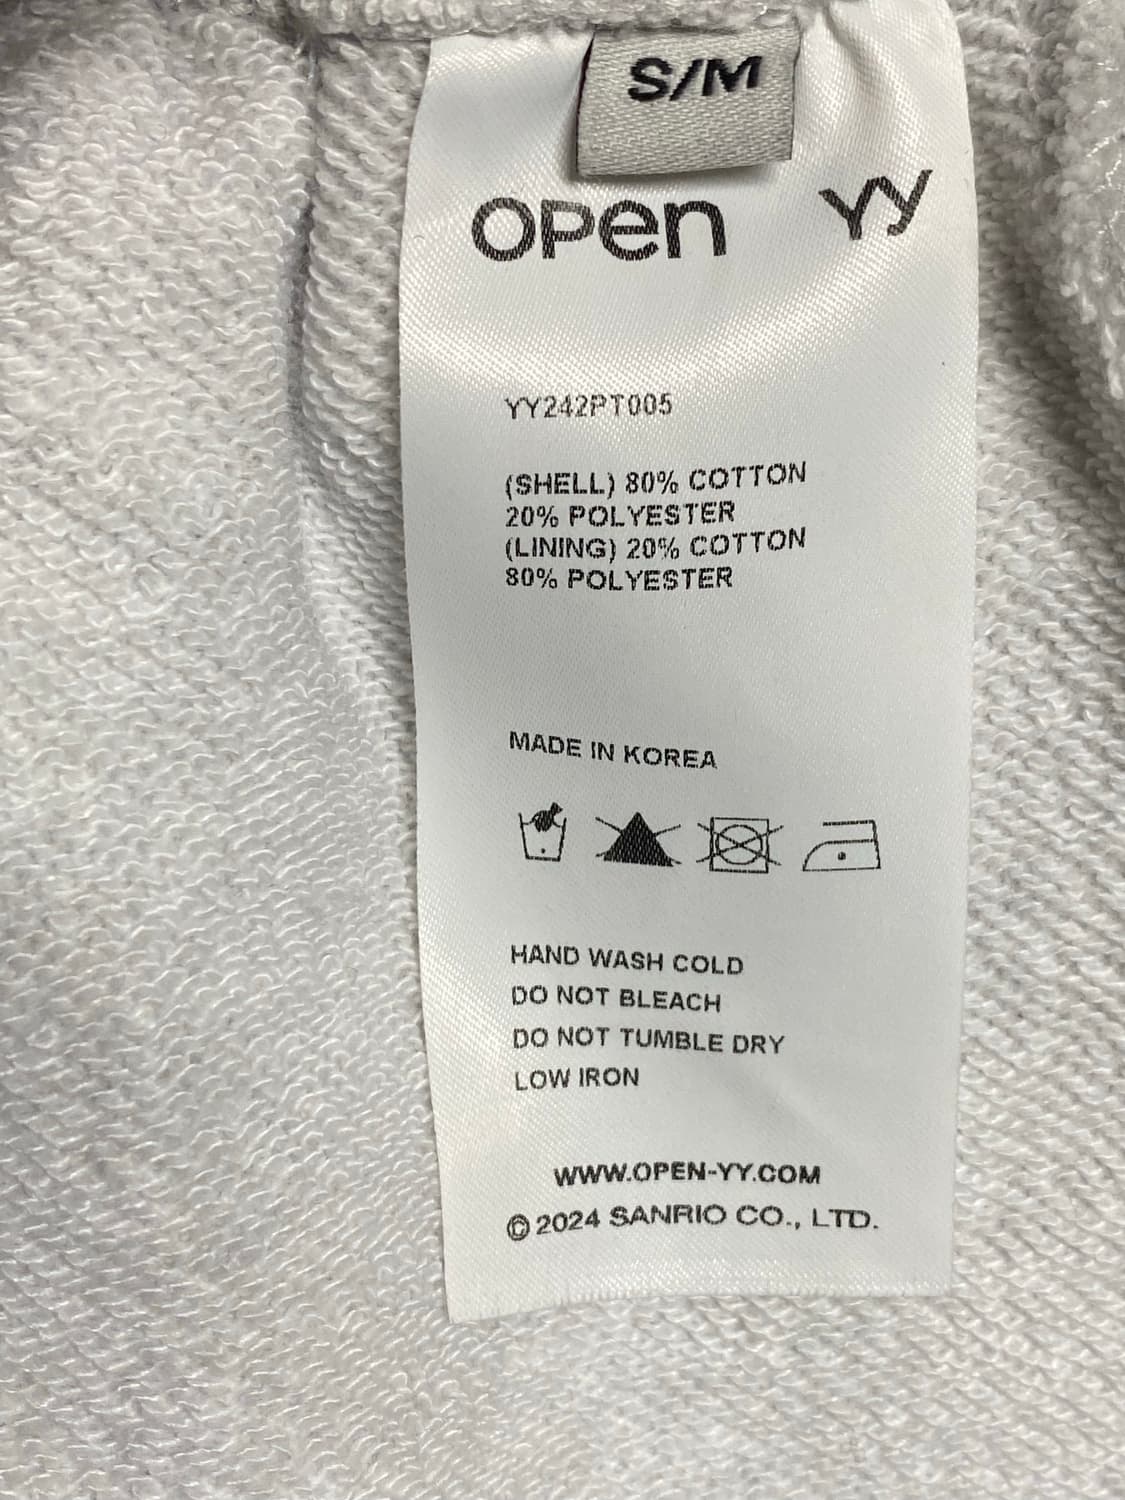 S/M
OPEN YY
YY242PT005
(SHELL) 80% COTTON
20% POLYESTER
(LINING) 20% COTTON
80% POLYESTER
MADE IN KOREA
HAND WASH COLD
DO NOT BLEACH
DO NOT TUMBLE DRY
LOW IRON
WWW.OPEN-YY.COM
© 2024 SANRIO CO., LTD.